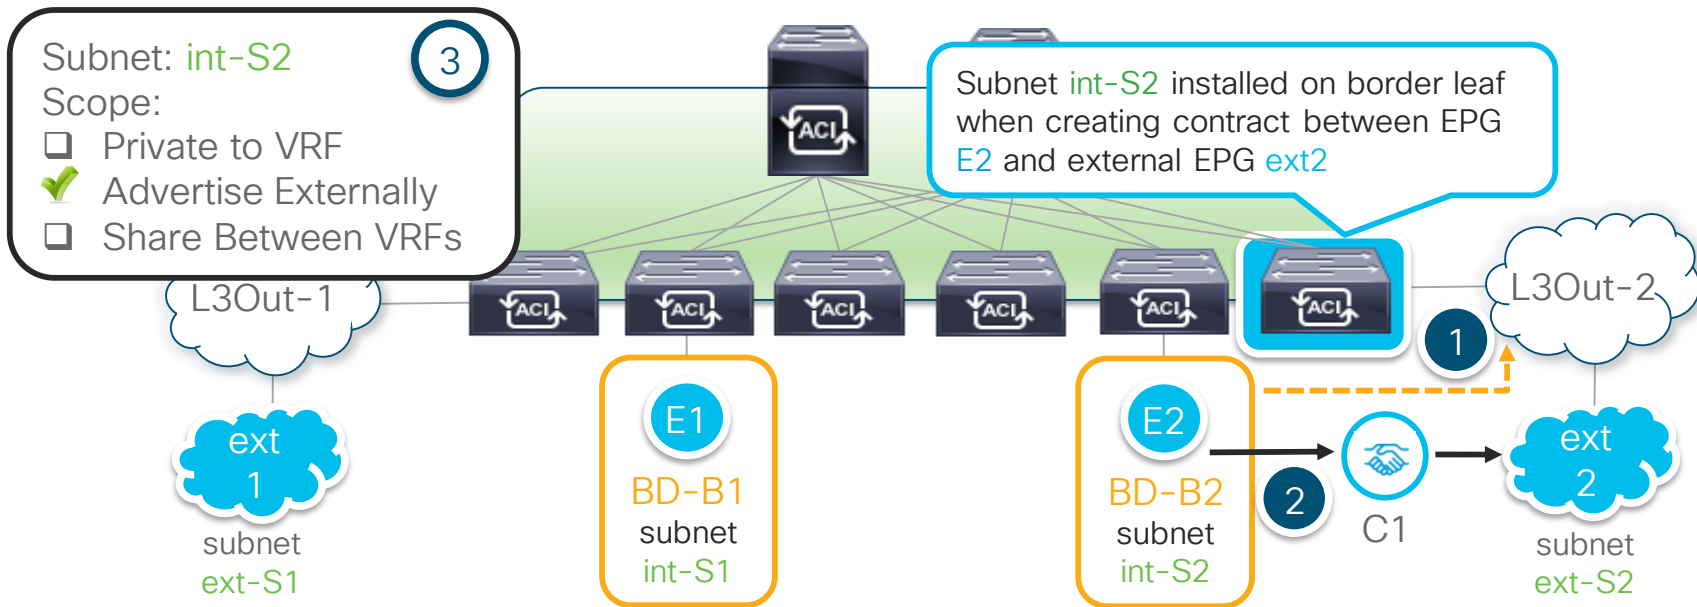 Subnet: int-S2
3
Scope:
Private to VRF
Advertise Externally
Share Between VRFs
ACI
Subnet int-S2 installed on border leaf
when creating contract between EPG
E2 and external EPG ext2
L3Out-1
ACI
ACI
ACI
ACI
ACI
ACI
L3Out-2
1
ext
1
subnet
ext-S1
E1
BD-B1
subnet
int-S1
E2
BD-B2
subnet
int-S2
2
C1
ext
2
subnet
ext-S2